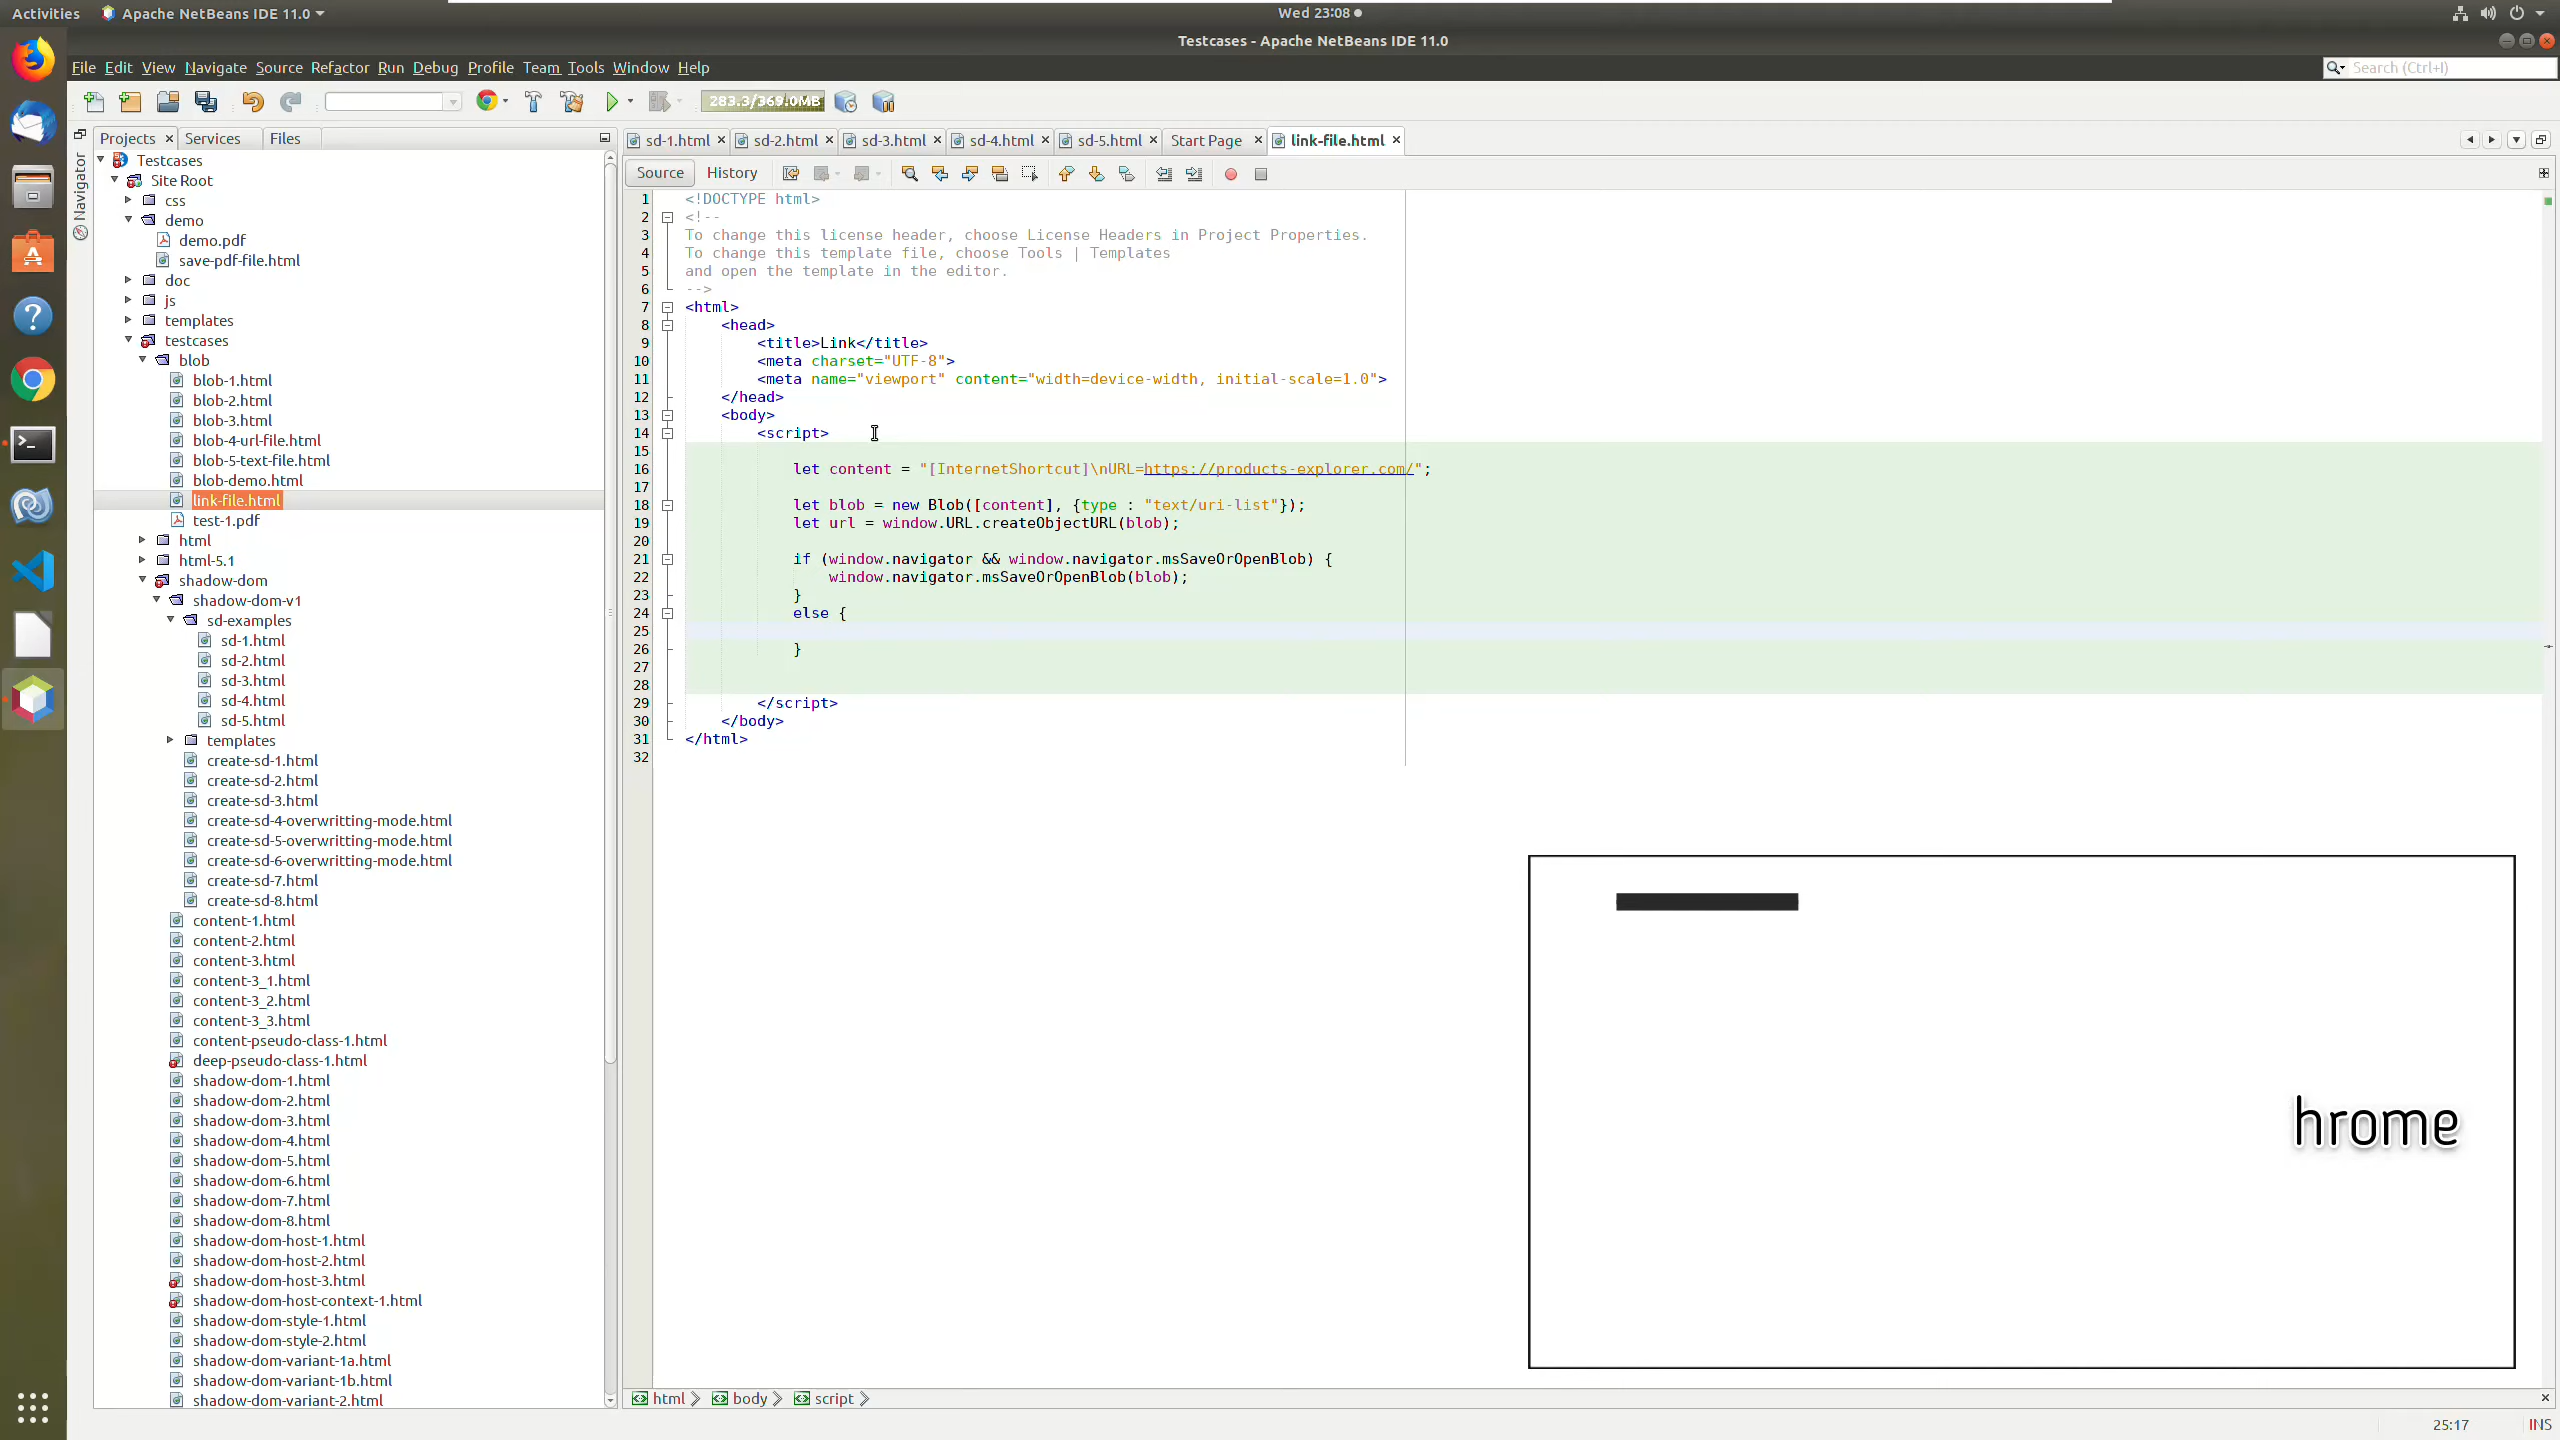 Activities Apache NetBeans IDE 11.0 Wed 23:08
Testcases - Apache NetBeans IDE 11.0
File Edit View Navigate Source Refactor Run Debug Profile Team Tools Window Help Search (Ctrl+I)
283.3/369.0MB
Projects Services Files
Navigator
sd-1.html sd-2.html sd-3.html sd-4.html sd-5.html Start Page link-file.html
Source History
Testcases
Site Root
css
demo
demo.pdf
save-pdf-file.html
doc
js
templates
testcases
blob
blob-1.html
blob-2.html
blob-3.html
blob-4-url-file.html
blob-5-text-file.html
blob-demo.html
link-file.html
test-1.pdf
html
html-5.1
shadow-dom
shadow-dom-v1
sd-examples
sd-1.html
sd-2.html
sd-3.html
sd-4.html
sd-5.html
templates
create-sd-1.html
create-sd-2.html
create-sd-3.html
create-sd-4-overwritting-mode.html
create-sd-5-overwritting-mode.html
create-sd-6-overwritting-mode.html
create-sd-7.html
create-sd-8.html
content-1.html
content-2.html
content-3.html
content-3_1.html
content-3_2.html
content-3_3.html
content-pseudo-class-1.html
deep-pseudo-class-1.html
shadow-dom-1.html
shadow-dom-2.html
shadow-dom-3.html
shadow-dom-4.html
shadow-dom-5.html
shadow-dom-6.html
shadow-dom-7.html
shadow-dom-8.html
shadow-dom-host-1.html
shadow-dom-host-2.html
shadow-dom-host-3.html
shadow-dom-host-context-1.html
shadow-dom-style-1.html
shadow-dom-style-2.html
shadow-dom-variant-1a.html
shadow-dom-variant-1b.html
shadow-dom-variant-2.html
1 <!DOCTYPE html>
2 <!--
3 To change this license header, choose License Headers in Project Properties.
4 To change this template file, choose Tools | Templates
5 and open the template in the editor.
6 -->
7 <html>
8 <head>
9 <title>Link</title>
10 <meta charset="UTF-8">
11 <meta name="viewport" content="width=device-width, initial-scale=1.0">
12 </head>
13 <body>
14 <script>
15
16 let content = "[InternetShortcut]\nURL=https://products-explorer.com/";
17
18 let blob = new Blob([content], {type : "text/uri-list"});
19 let url = window.URL.createObjectURL(blob);
20
21 if (window.navigator && window.navigator.msSaveOrOpenBlob) {
22 window.navigator.msSaveOrOpenBlob(blob);
23 }
24 else {
25
26 }
27
28
29 </script>
30 </body>
31 </html>
32
hrome
html body script
25:17 INS